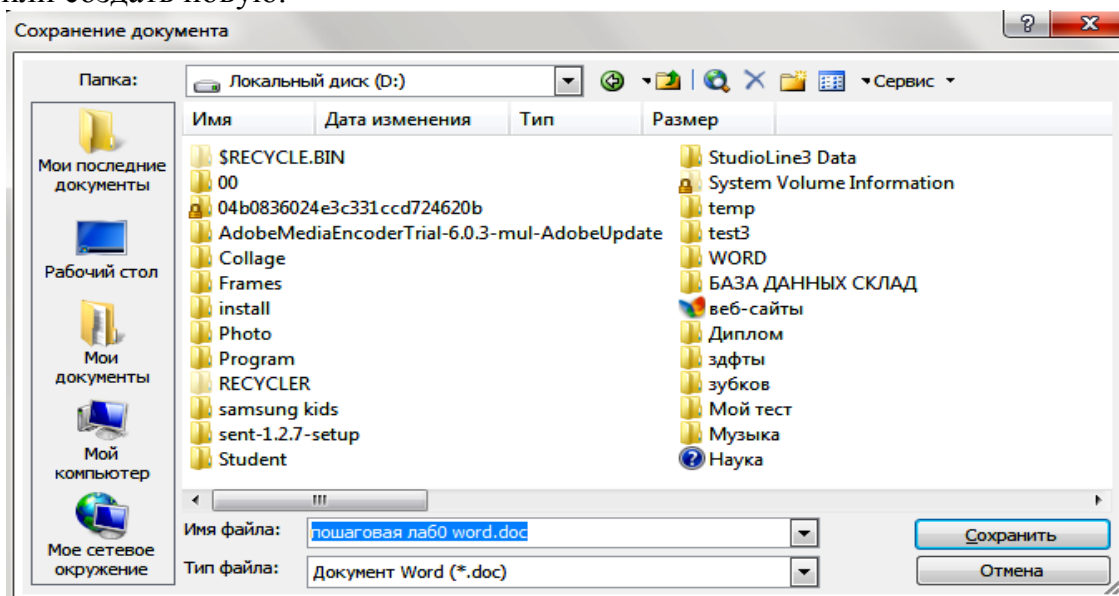 или создать новую.
Сохранение документа
Папка:
Локальный диск (D:)
Сервис
Имя Дата изменения Тип Размер
Мои последние
документы
Рабочий стол
Мои
документы
Мой
компьютер
Мое сетевое
окружение
$RECYCLE.BIN
00
04b0836024e3c331ccd724620b
AdobeMediaEncoderTrial-6.0.3-mul-AdobeUpdate
Collage
Frames
install
Photo
Program
RECYCLER
samsung kids
sent-1.2.7-setup
Student
StudioLine3 Data
System Volume Information
temp
test3
WORD
БАЗА ДАННЫХ СКЛАД
веб-сайты
Диплом
здфты
зубков
Мой тест
Музыка
Наука
Имя файла: пошаговая лаб0 word.doc
Сохранить
Тип файла: Документ Word (*.doc)
Отмена